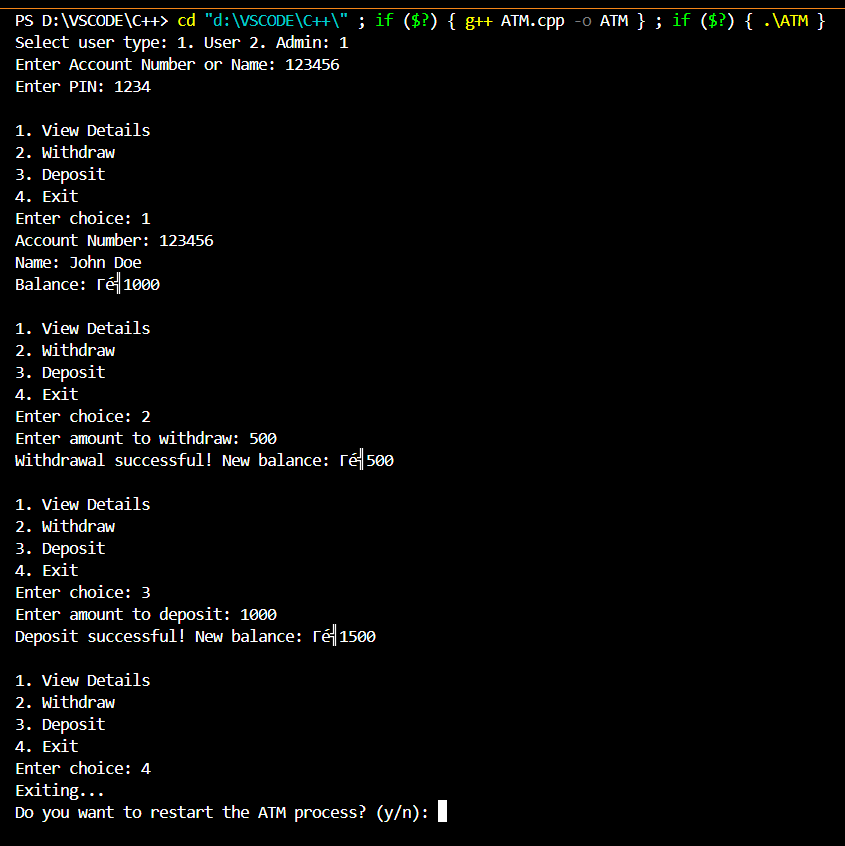 PS D:\VSCODE\C++> cd "d:\VSCODE\C++\" ; if ($?) { g++ ATM.cpp -o ATM } ; if ($?) { .\ATM }
Select user type: 1. User 2. Admin: 1
Enter Account Number or Name: 123456
Enter PIN: 1234

1. View Details
2. Withdraw
3. Deposit
4. Exit
Enter choice: 1
Account Number: 123456
Name: John Doe
Balance: Γé╣1000

1. View Details
2. Withdraw
3. Deposit
4. Exit
Enter choice: 2
Enter amount to withdraw: 500
Withdrawal successful! New balance: Γé╣500

1. View Details
2. Withdraw
3. Deposit
4. Exit
Enter choice: 3
Enter amount to deposit: 1000
Deposit successful! New balance: Γé╣1500

1. View Details
2. Withdraw
3. Deposit
4. Exit
Enter choice: 4
Exiting...
Do you want to restart the ATM process? (y/n):